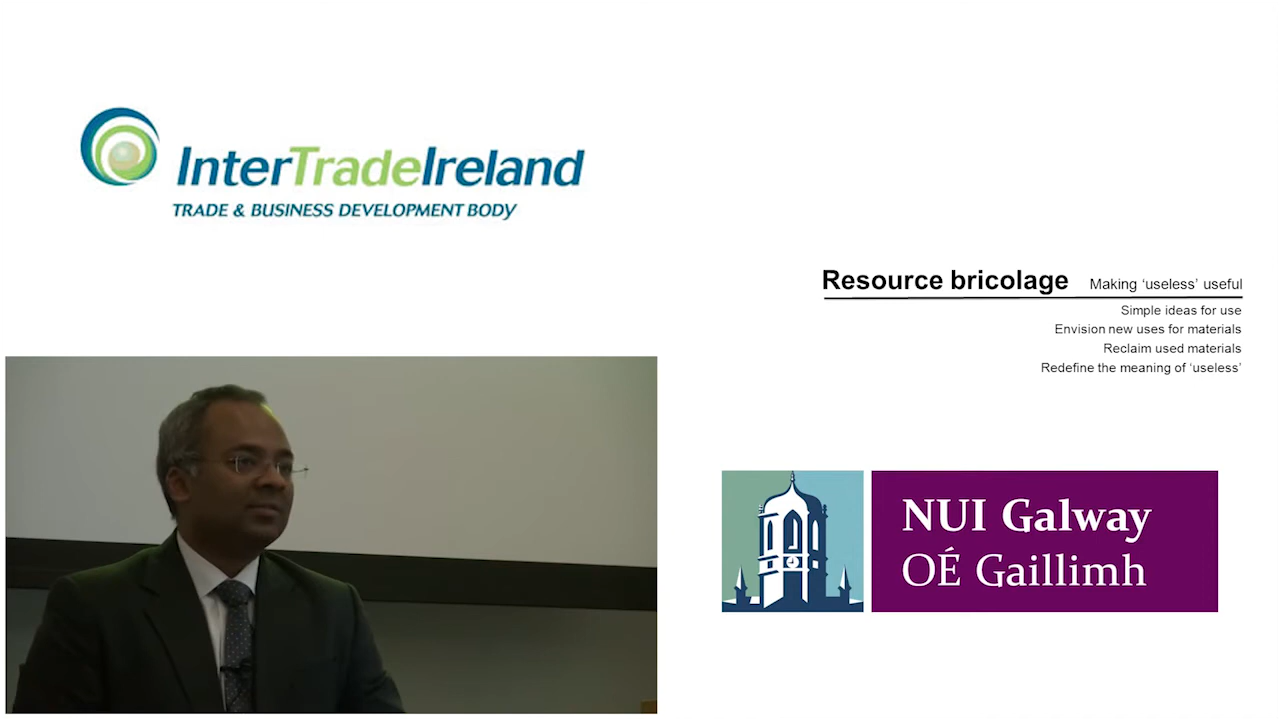 InterTradeIreland
TRADE & BUSINESS DEVELOPMENT BODY
Resource bricolage Making ‘useless’ useful
Simple ideas for use
Envision new uses for materials
Reclaim used materials
Redefine the meaning of ‘useless’
NUI Galway
OÉ Gaillimh